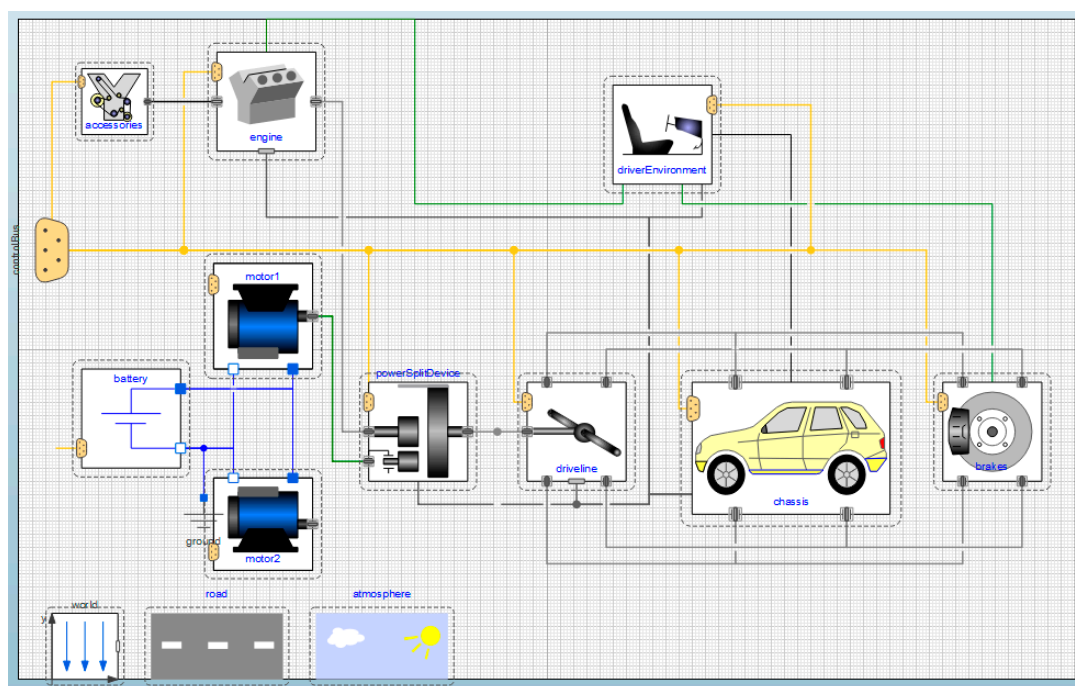 accessories
engine
driverEnvironment
controlBus
motor1
battery
powerSplitDevice
driveline
chassis
brakes
ground
motor2
world
y
x
road
atmosphere